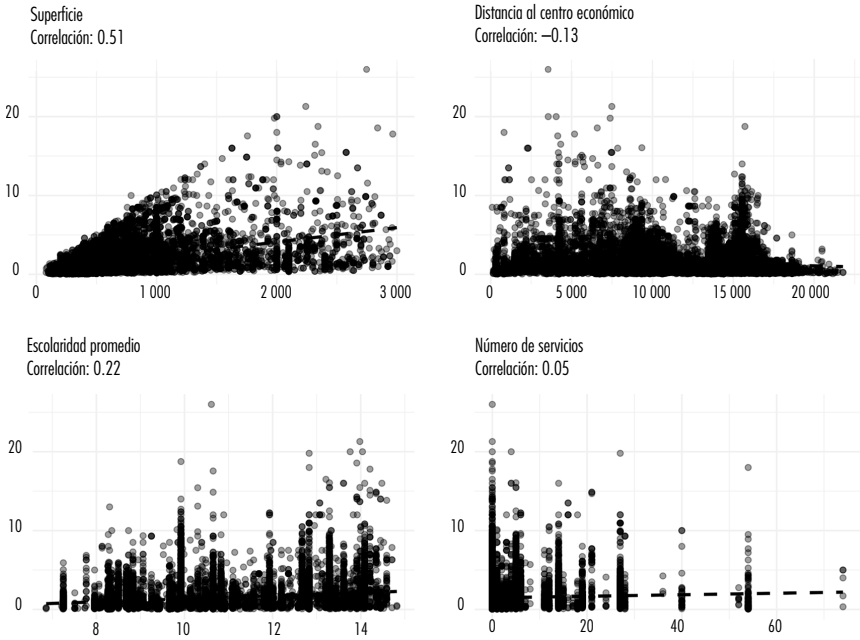 Superficie
Correlación: 0.51
20
10
0
0 1 000 2 000 3 000
Distancia al centro económico
Correlación: –0.13
20
10
0
0 5 000 10 000 15 000 20 000
Escolaridad promedio
Correlación: 0.22
20
10
0
8 10 12 14
Número de servicios
Correlación: 0.05
20
10
0
0 20 40 60